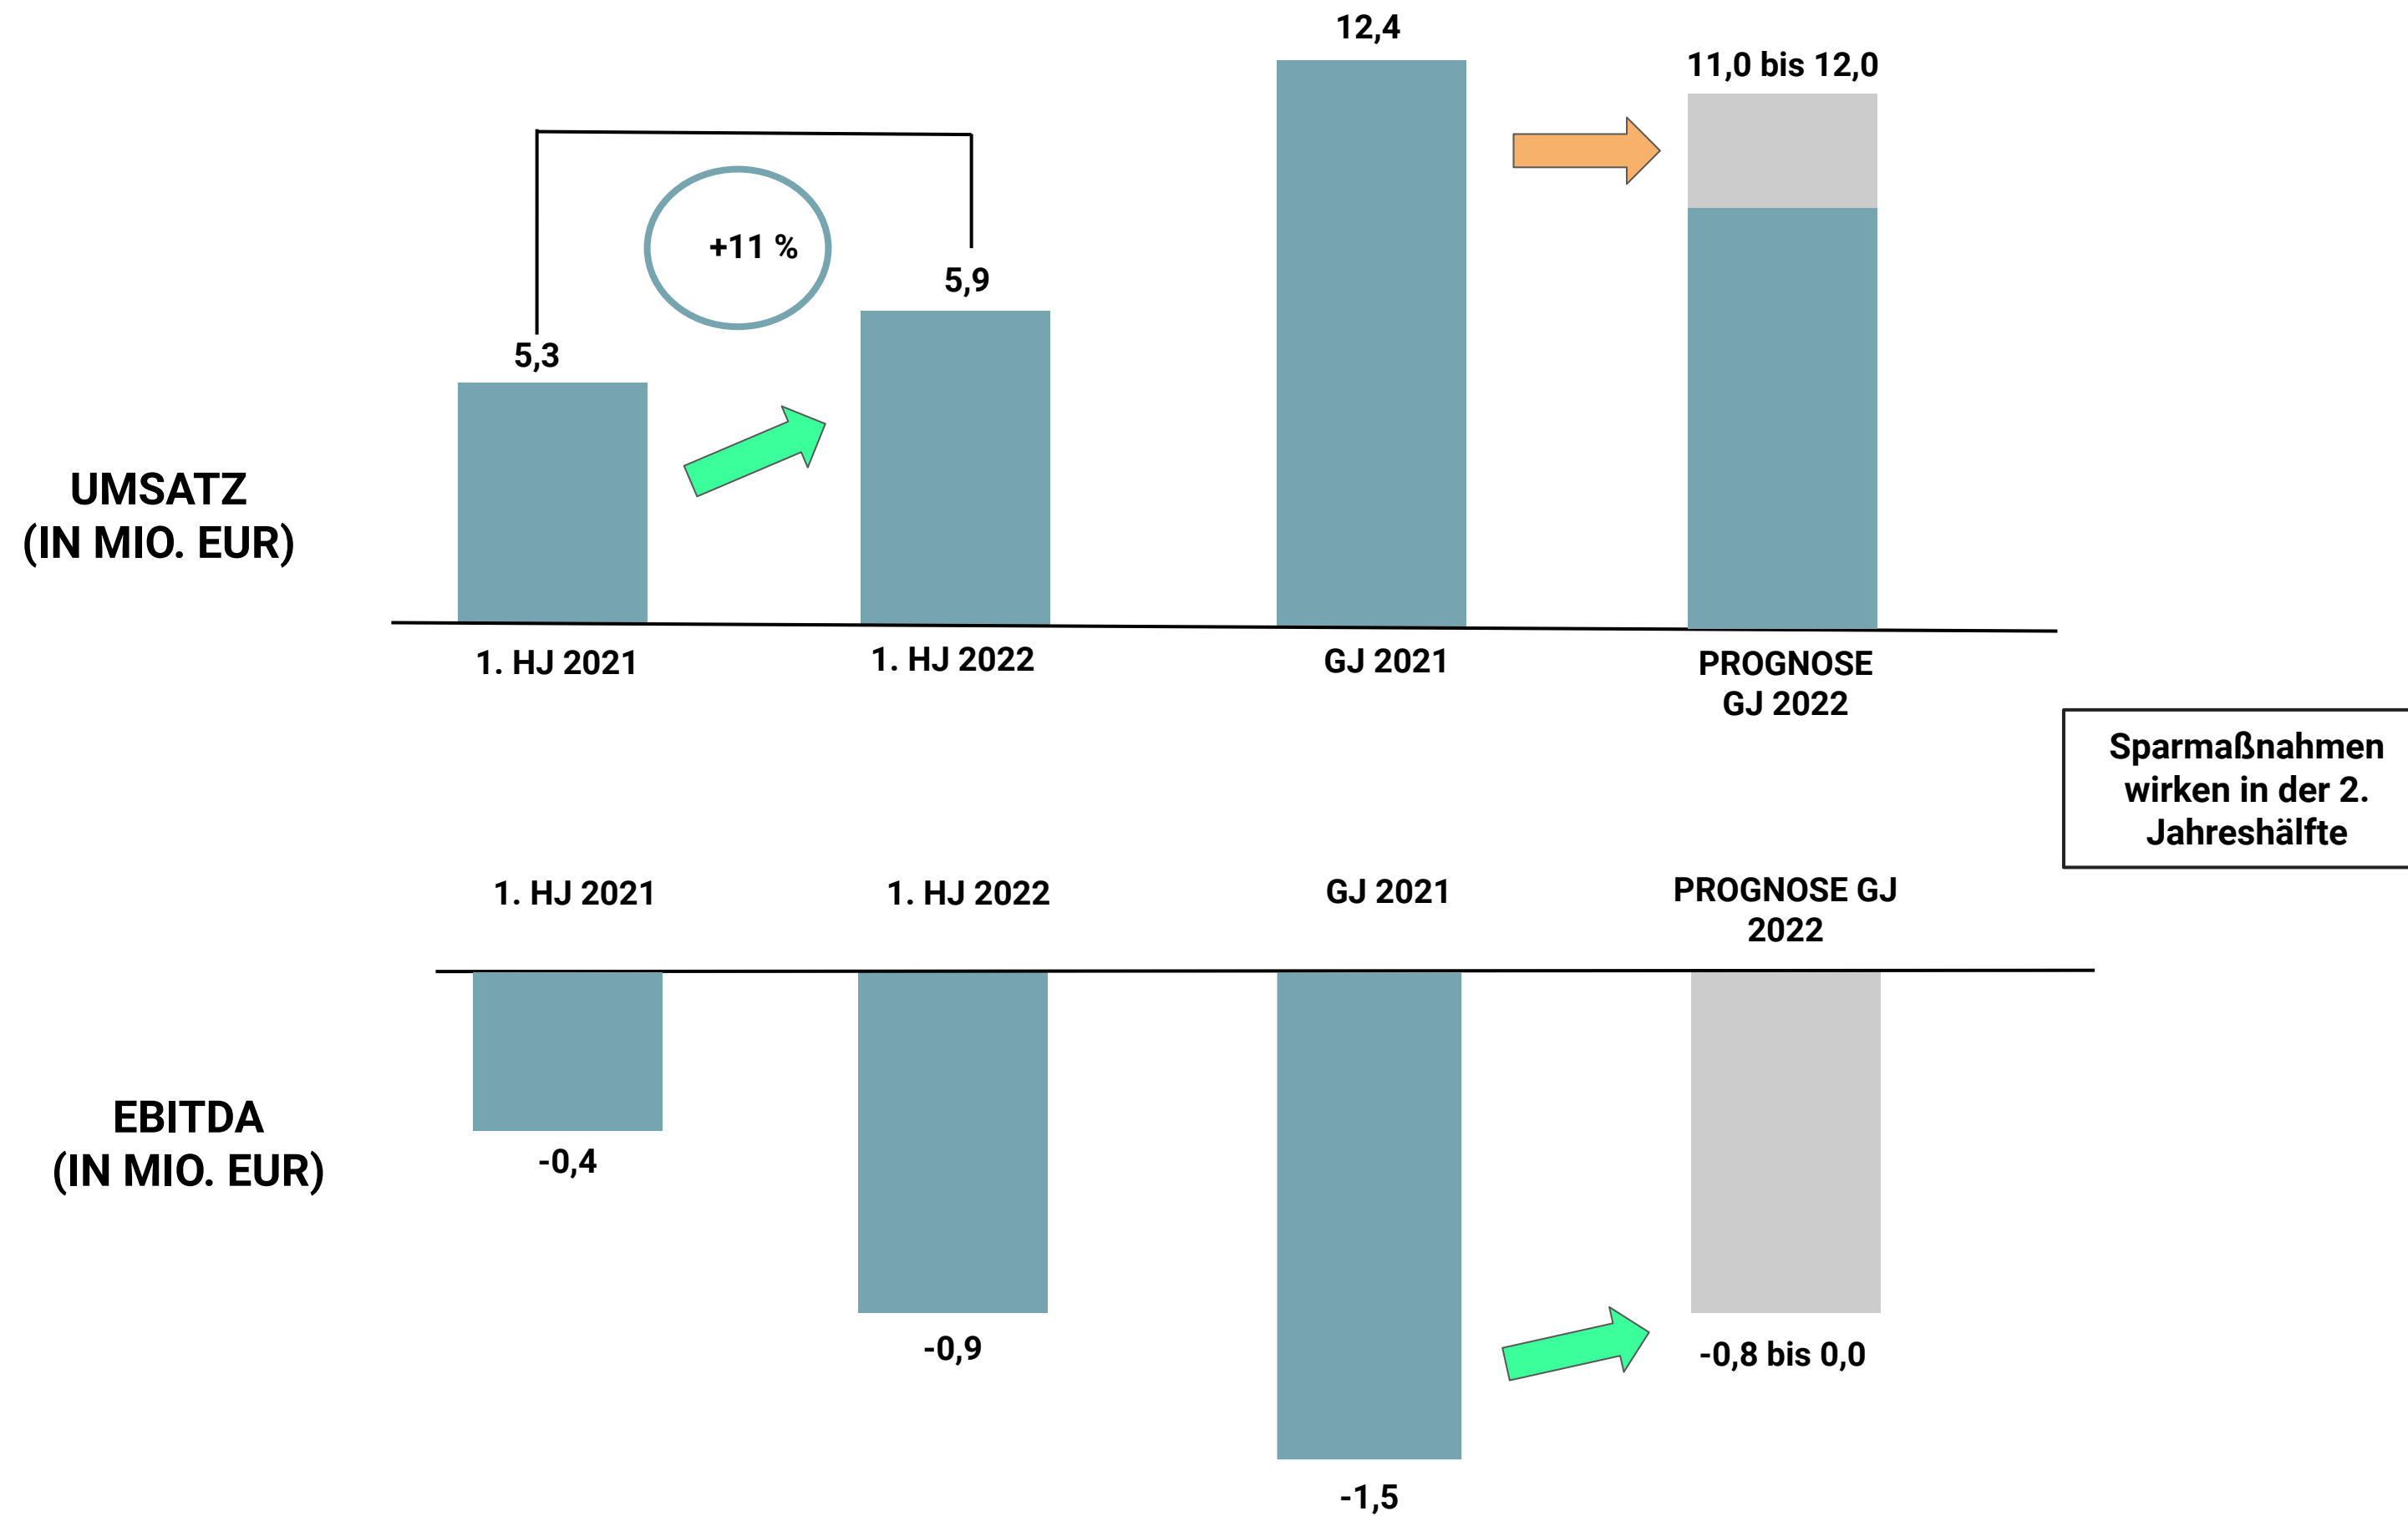 12,4
11,0 bis 12,0
+11 %
5,9
5,3
UMSATZ
(IN MIO. EUR)
1. HJ 2021
1. HJ 2022
GJ 2021
PROGNOSE
GJ 2022
Sparmaßnahmen
wirken in der 2.
Jahreshälfte
1. HJ 2021
1. HJ 2022
GJ 2021
PROGNOSE GJ
2022
EBITDA
(IN MIO. EUR)
-0,4
-0,9
-0,8 bis 0,0
-1,5